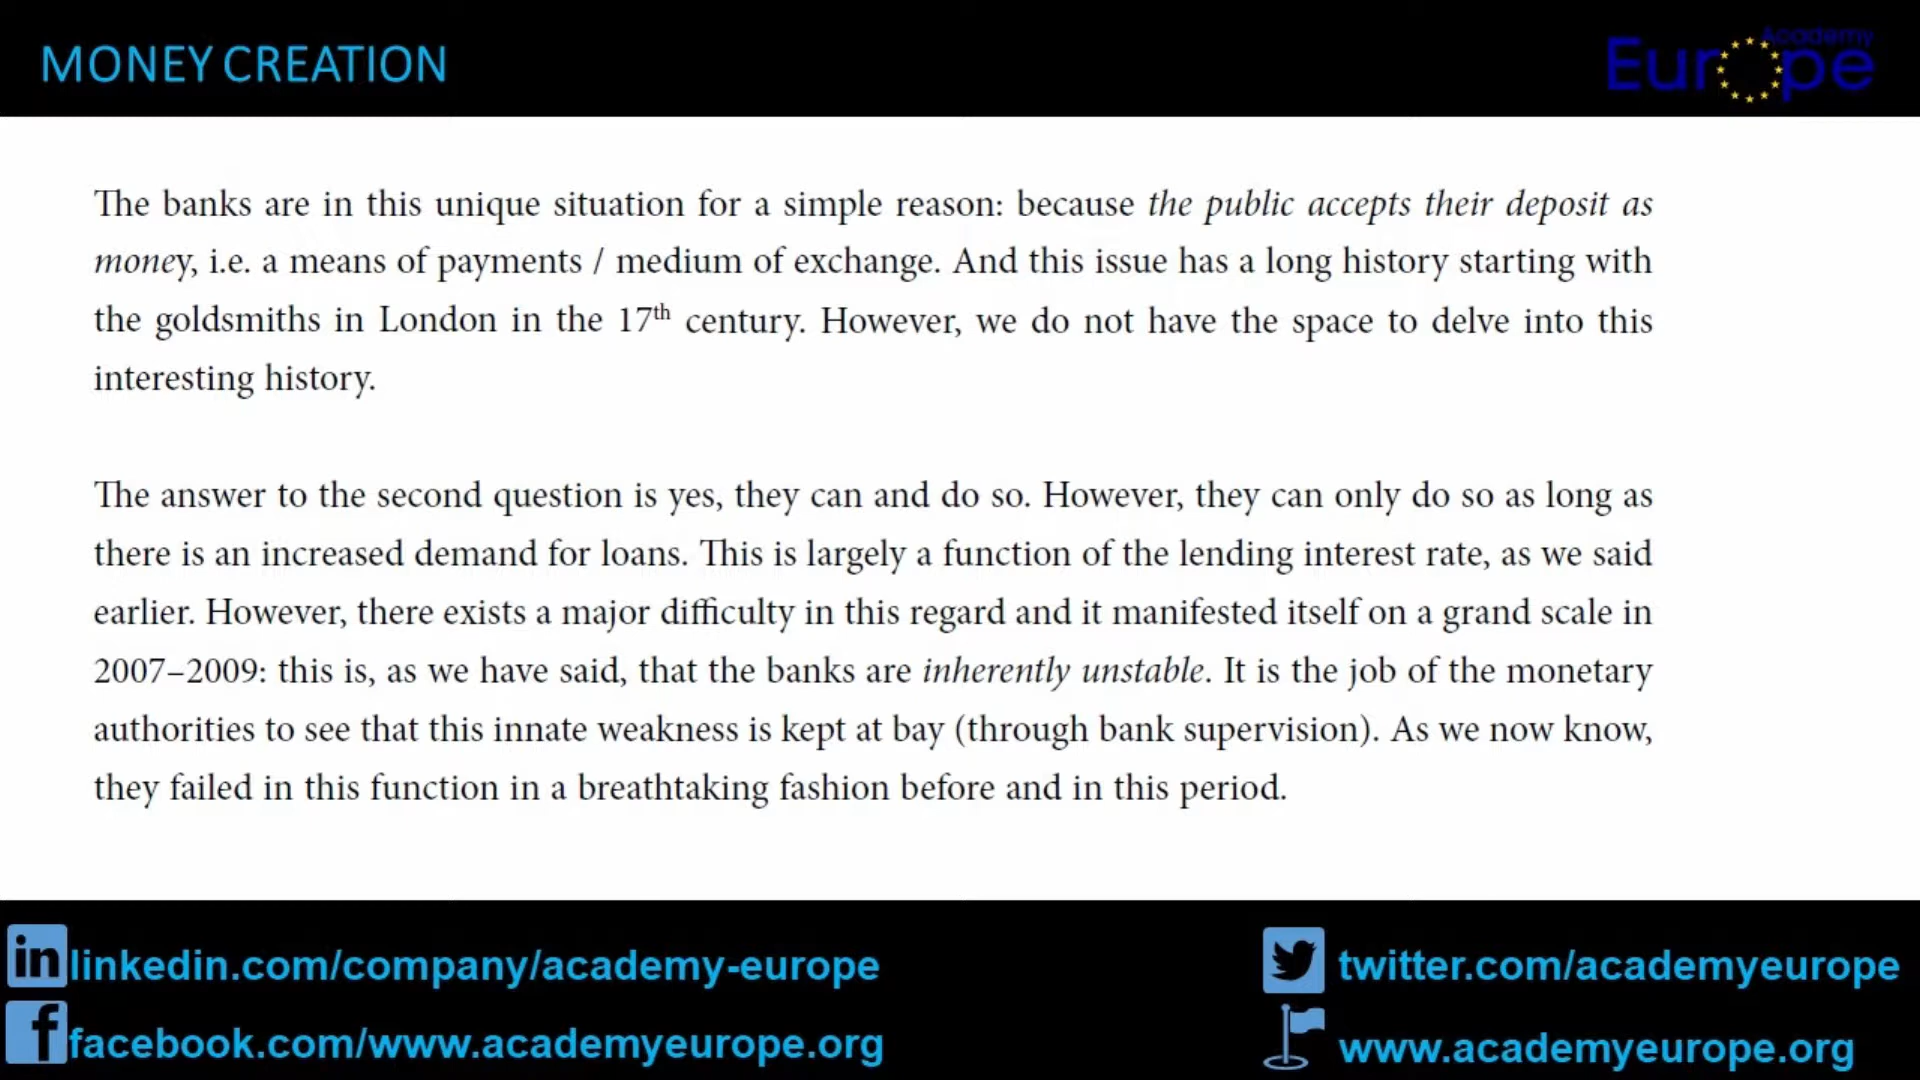 MONEY CREATION
Academy
Europe
The banks are in this unique situation for a simple reason: because the public accepts their deposit as
money, i.e. a means of payments / medium of exchange. And this issue has a long history starting with
the goldsmiths in London in the 17th century. However, we do not have the space to delve into this
interesting history.
The answer to the second question is yes, they can and do so. However, they can only do so as long as
there is an increased demand for loans. This is largely a function of the lending interest rate, as we said
earlier. However, there exists a major difficulty in this regard and it manifested itself on a grand scale in
2007–2009: this is, as we have said, that the banks are inherently unstable. It is the job of the monetary
authorities to see that this innate weakness is kept at bay (through bank supervision). As we now know,
they failed in this function in a breathtaking fashion before and in this period.
in linkedin.com/company/academy-europe
twitter.com/academyeurope
f facebook.com/www.academyeurope.org
www.academyeurope.org